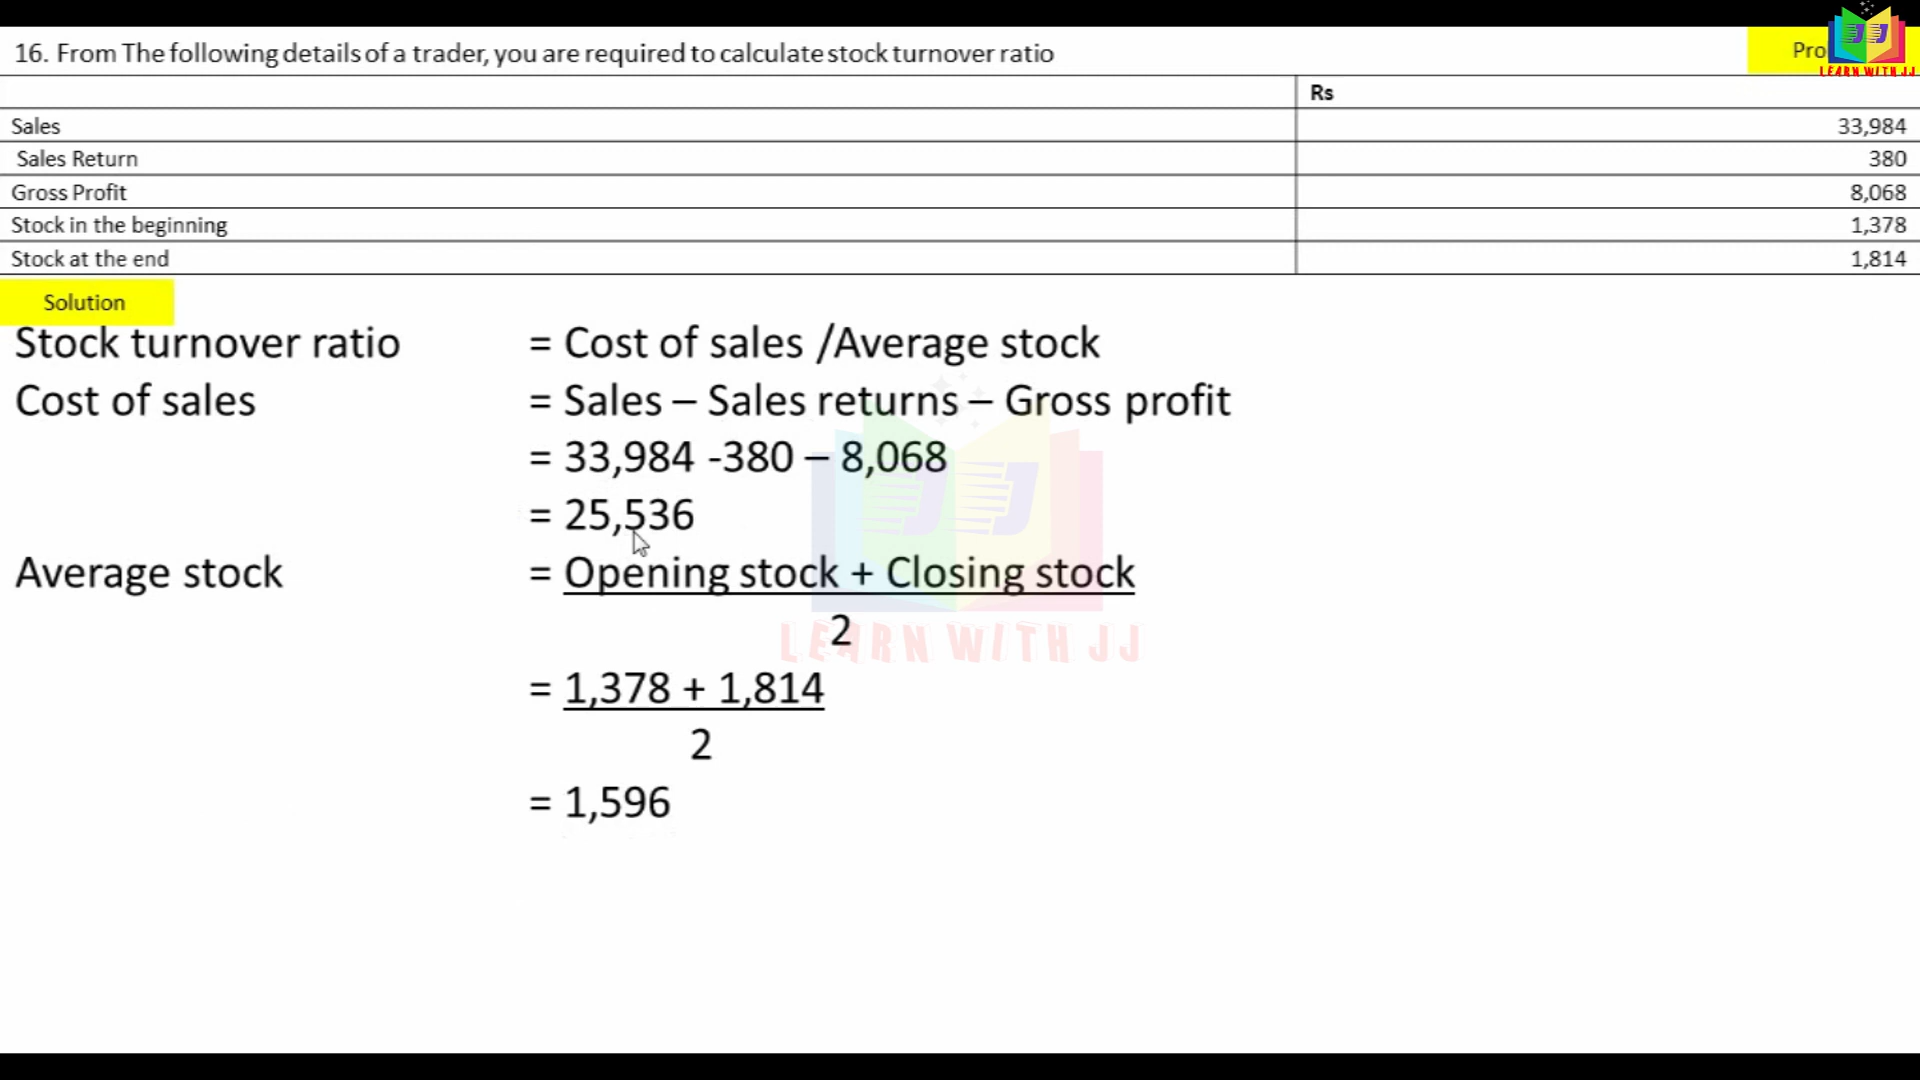 16. From The following details of a trader, you are required to calculate stock turnover ratio
LEARN WITH JJ
Rs
Sales 33,984
Sales Return 380
Gross Profit 8,068
Stock in the beginning 1,378
Stock at the end 1,814
Solution
Stock turnover ratio = Cost of sales /Average stock
Cost of sales = Sales – Sales returns – Gross profit
= 33,984 -380 – 8,068
= 25,536
Average stock = Opening stock + Closing stock
2
LEARN WITH JJ
= 1,378 + 1,814
2
= 1,596